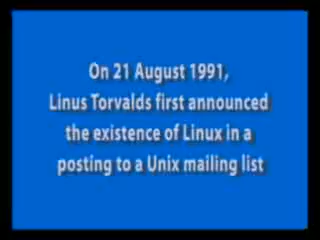 On 21 August 1991,
Linus Torvalds first announced
the existence of Linux in a
posting to a Unix mailing list